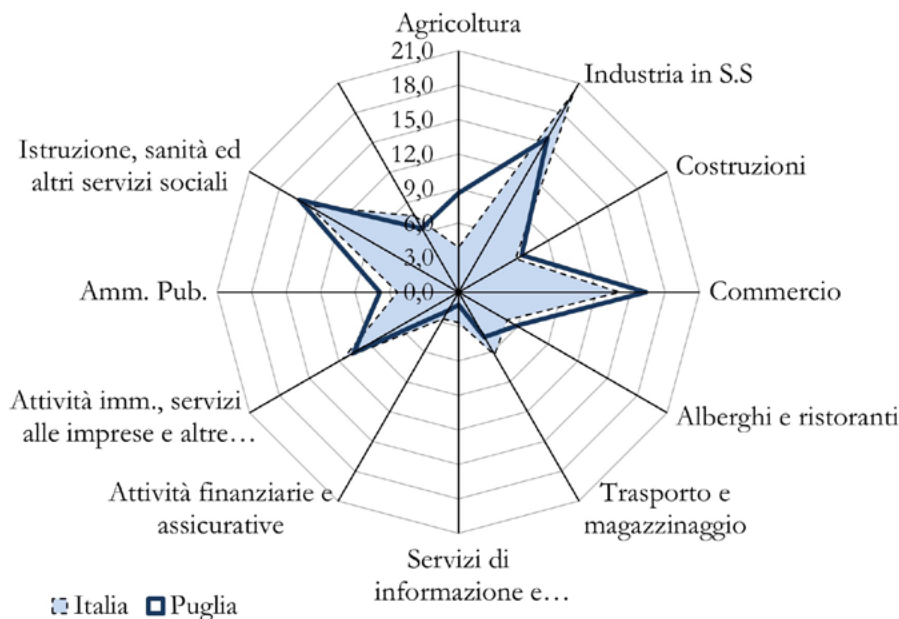 Agricoltura
21,0
18,0
15,0
12,0
9,0
6,0
3,0
0,0
Industria in S.S
Costruzioni
Commercio
Alberghi e ristoranti
Trasporto e
magazzinaggio
Servizi di
informazione e…
Attività finanziarie e
assicurative
Attività imm., servizi
alle imprese e altre…
Amm. Pub.
Istruzione, sanità ed
altri servizi sociali
Italia
Puglia